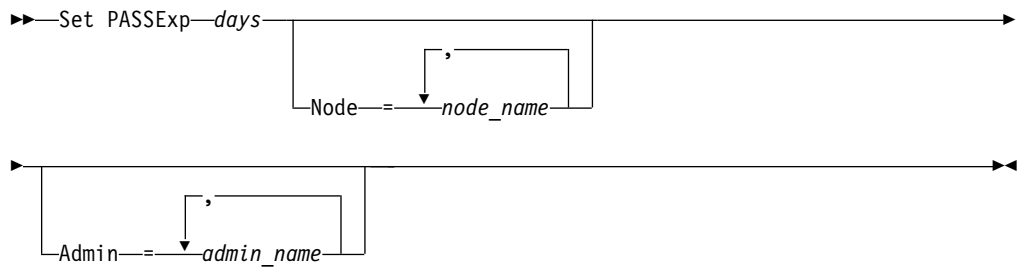 Set PASSExp days
,
Node = node_name
,
Admin = admin_name